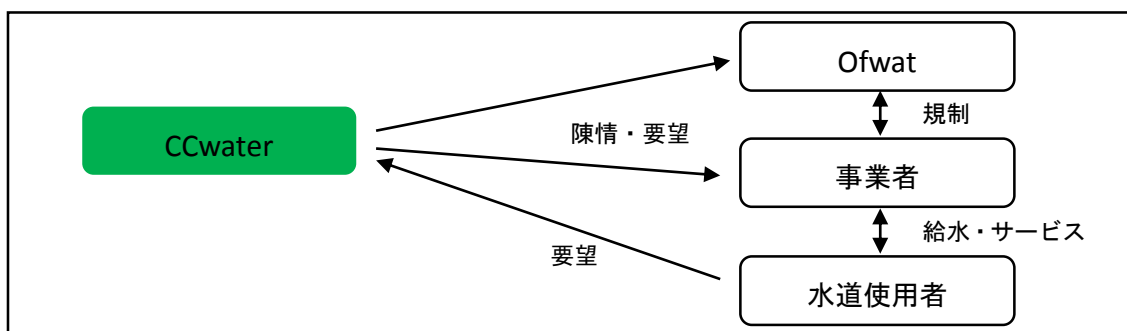 Ofwat
規制
CCwater
陳情・要望
事業者
給水・サービス
要望
水道使用者